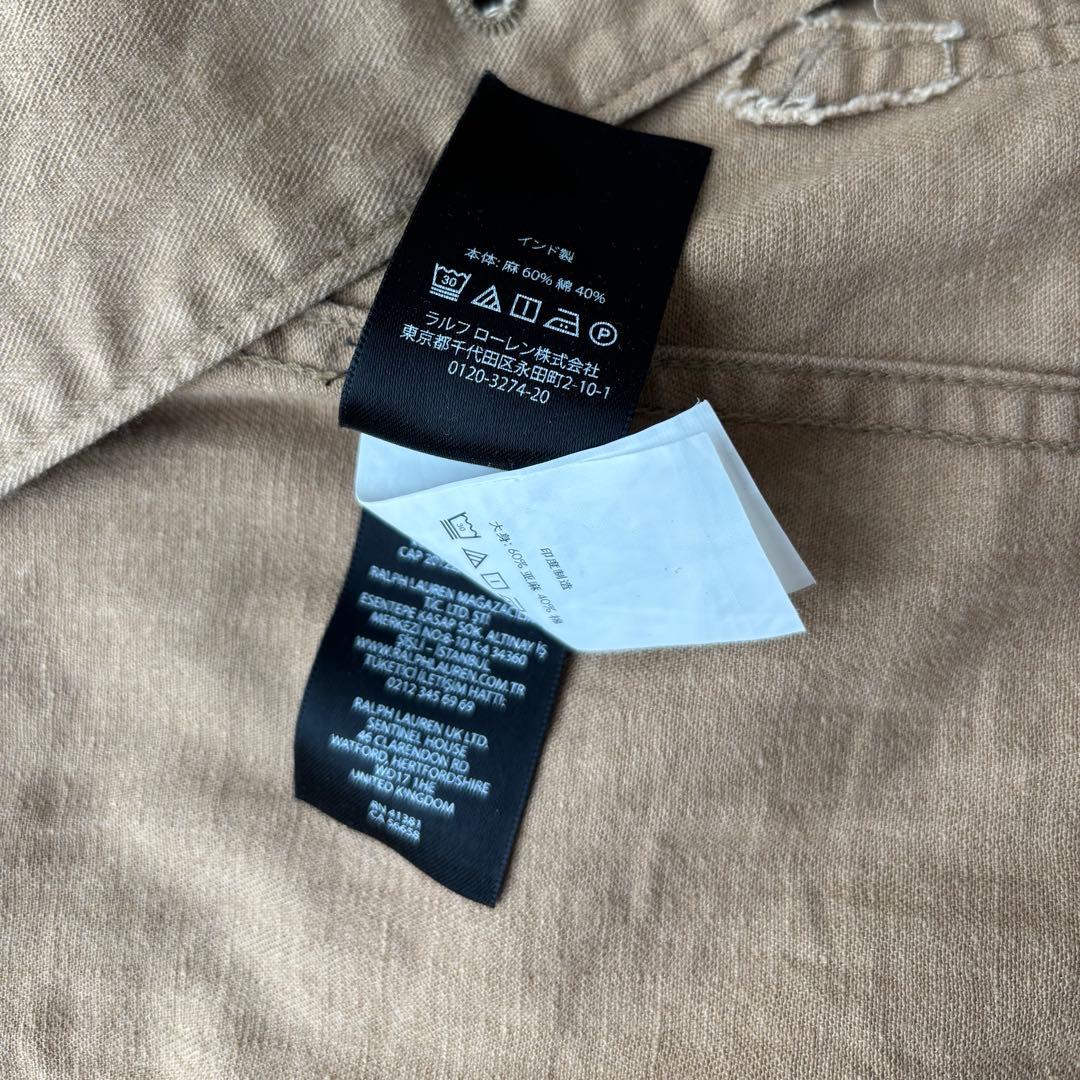 インド製
本体: 麻 60% 綿 40%
30
P
ラルフ ローレン株式会社
東京都千代田区永田町2-10-1
0120-3274-20
印度制造
大身: 60% 亚麻 40% 棉
30
CAP
RALPH LAUREN MAGAZACILIK
T/C LTD. STİ
ESENTEPE KASAP SOK. ALTINAY İŞ
MERKEZİ NO:8-10 K:4 34360
ŞİŞLİ - İSTANBUL
WWW.RALPHLAUREN.COM.TR
TÜKETİCİ İLETİŞİM HATTI:
0212 345 69 69
RALPH LAUREN UK LTD.
SENTINEL HOUSE
46 CLARENDON RD
WATFORD, HERTFORDSHIRE
WD17 1HE
UNITED KINGDOM
RN 41381
CA 56658